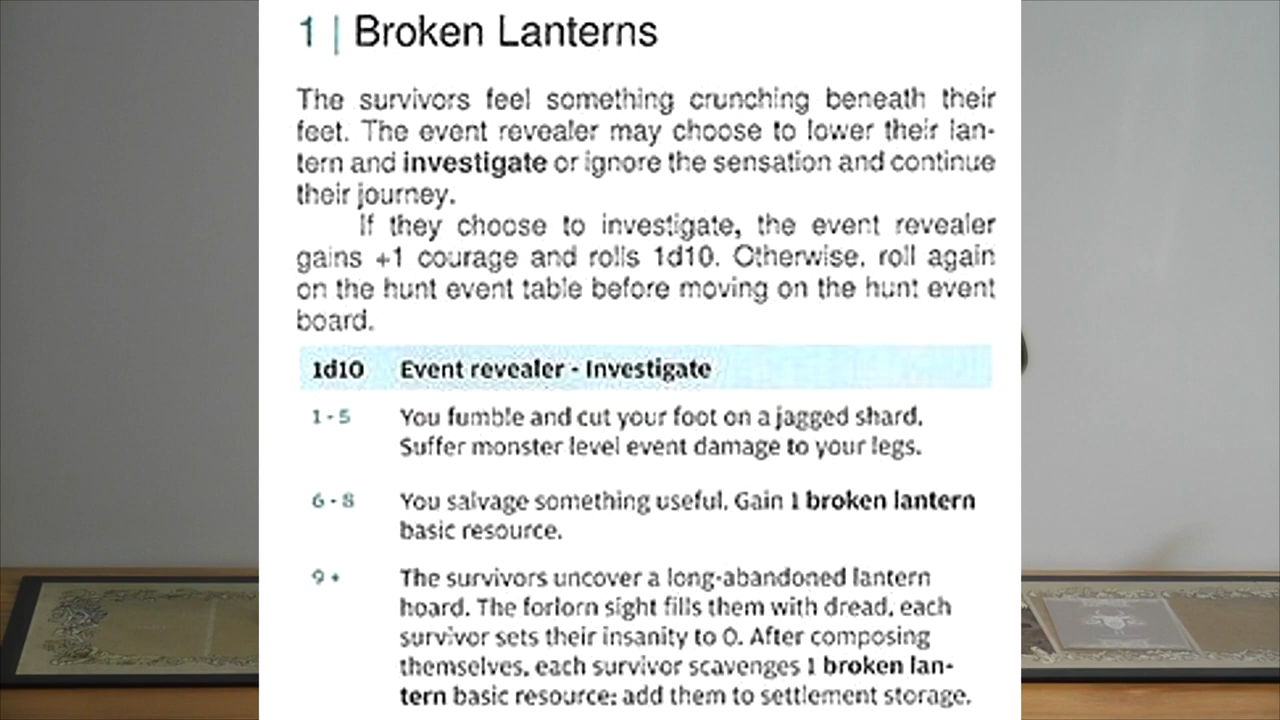 1 | Broken Lanterns
The survivors feel something crunching beneath their
feet. The event revealer may choose to lower their lan-
tern and investigate or ignore the sensation and continue
their journey.
If they choose to investigate, the event revealer
gains +1 courage and rolls 1d10. Otherwise, roll again
on the hunt event table before moving on the hunt event
board.
1d10 Event revealer - Investigate
1 - 5 You fumble and cut your foot on a jagged shard.
Suffer monster level event damage to your legs.
6 - 8 You salvage something useful. Gain 1 broken lantern
basic resource.
9 + The survivors uncover a long-abandoned lantern
hoard. The forlorn sight fills them with dread, each
survivor sets their insanity to 0. After composing
themselves, each survivor scavenges 1 broken lan-
tern basic resource; add them to settlement storage.